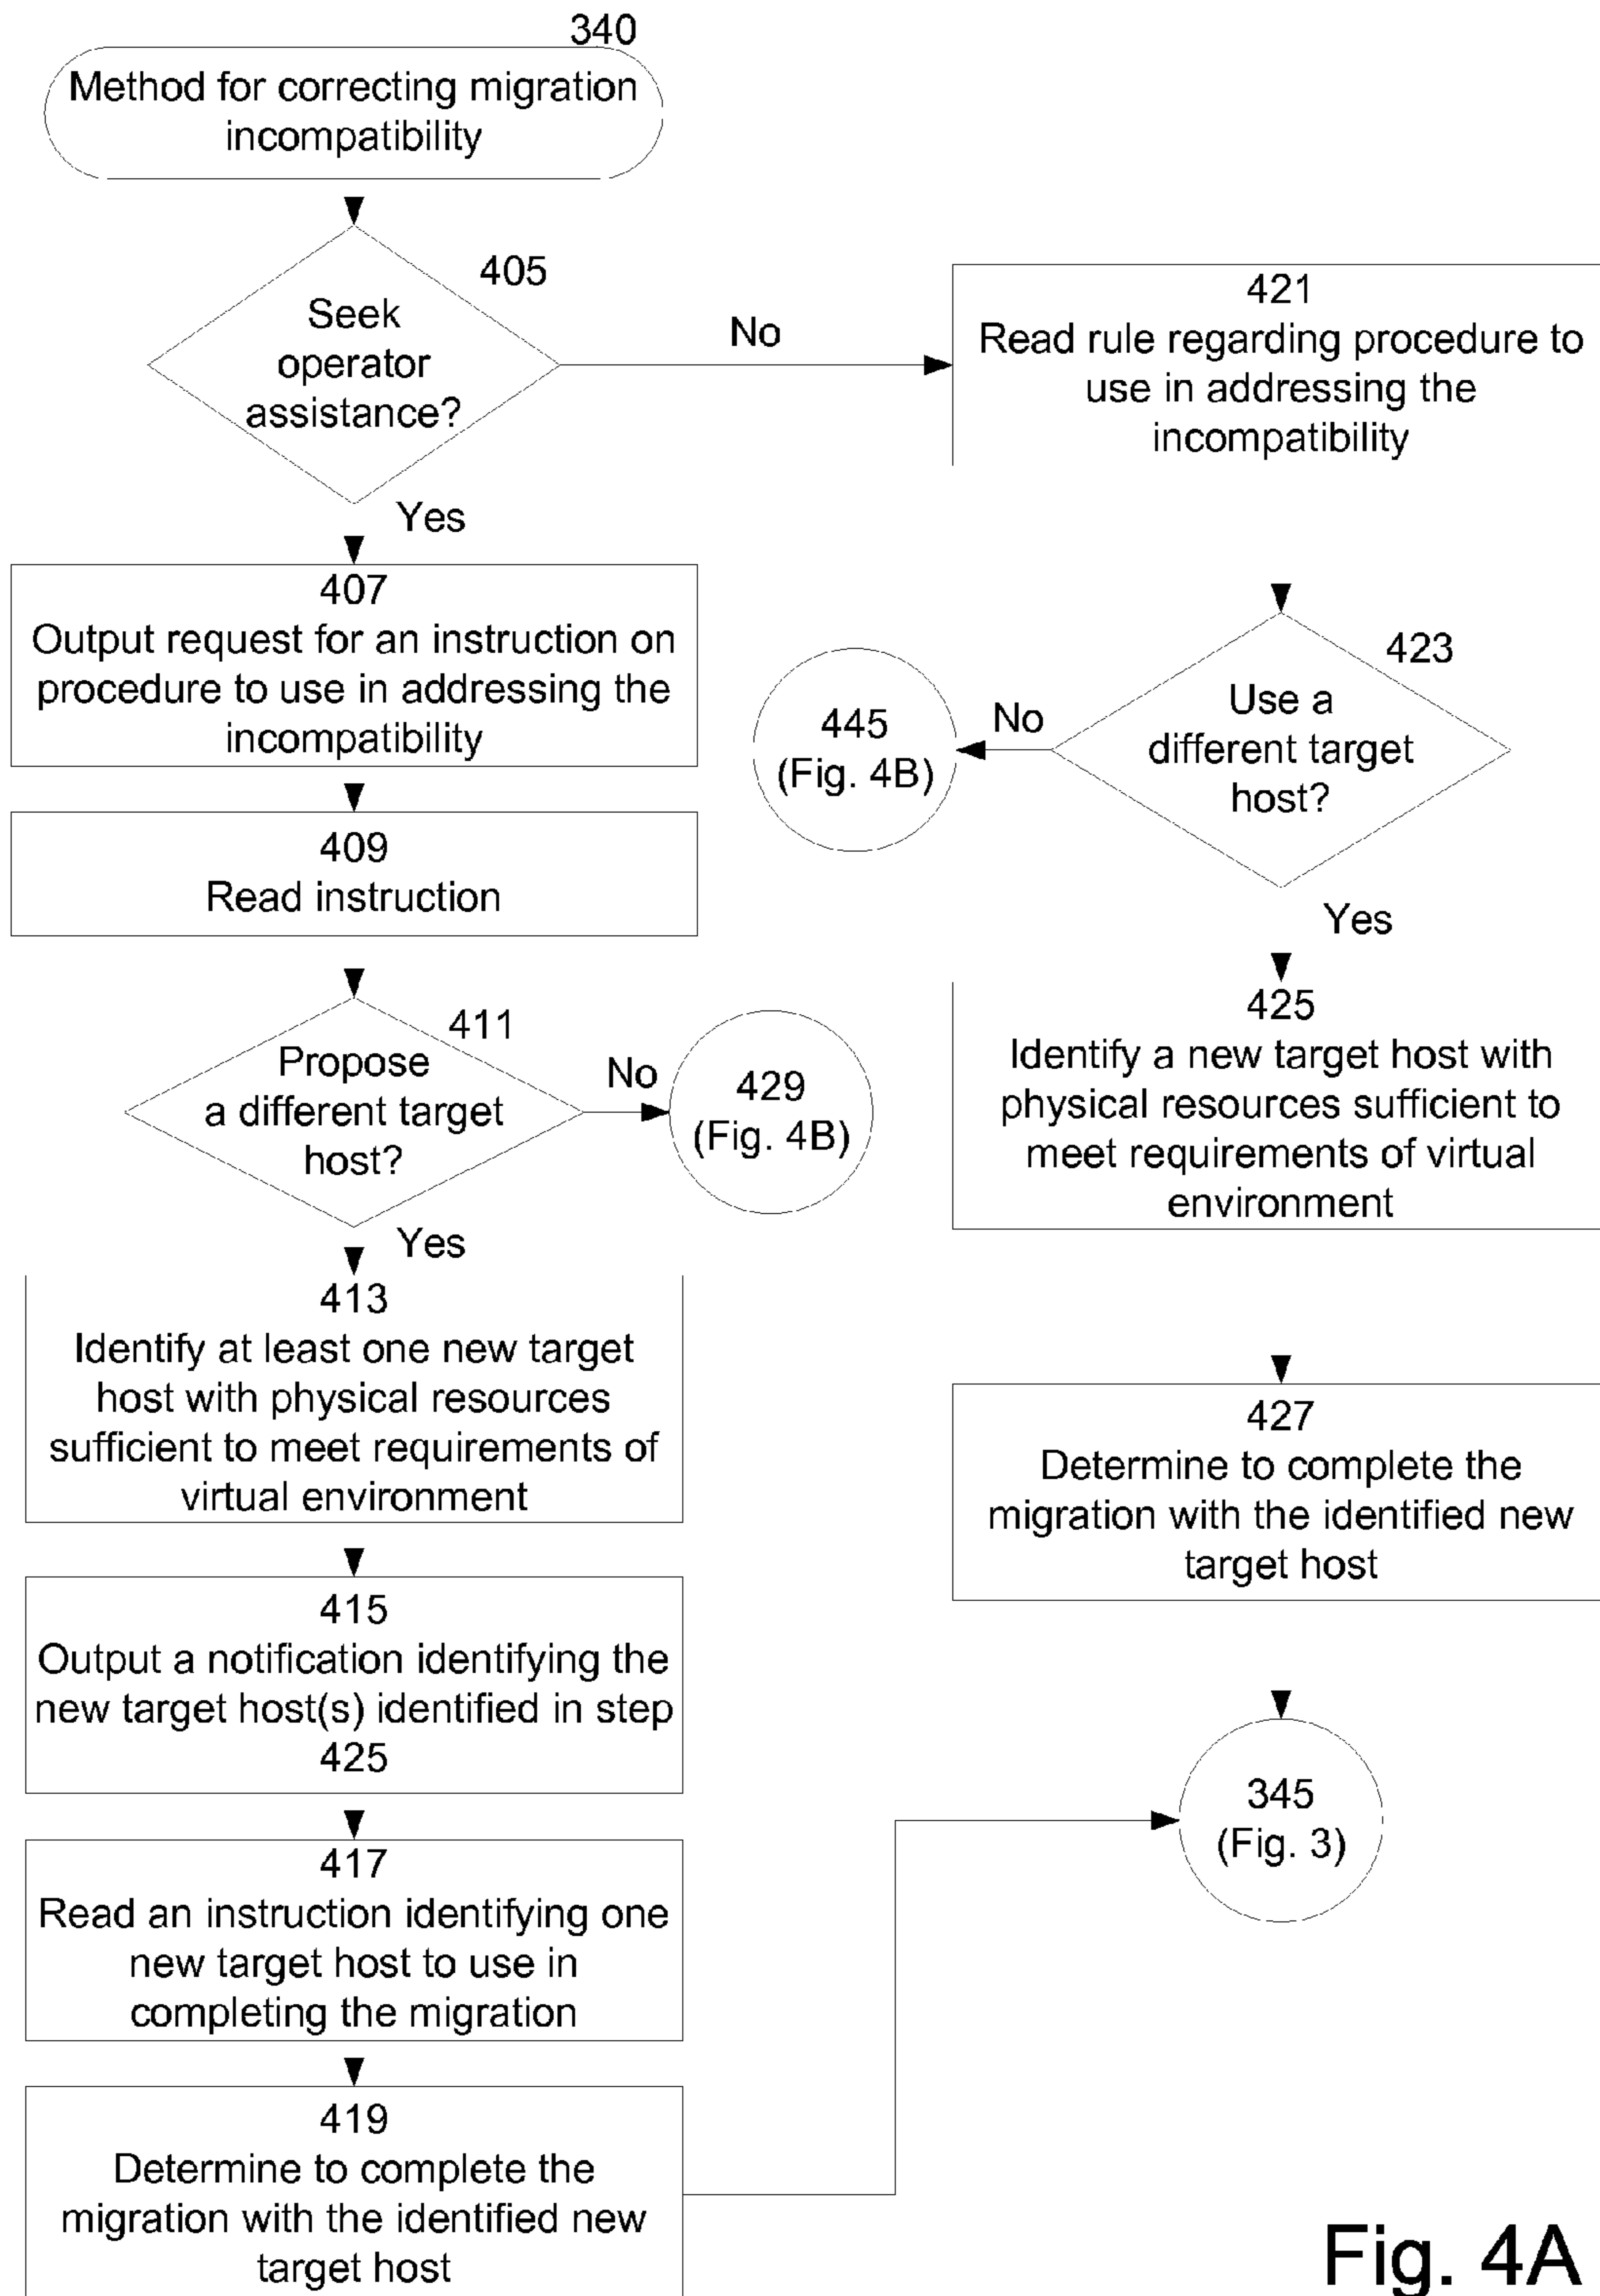 340
Method for correcting migration
incompatibility
405
Seek
operator
assistance?
No
Yes
421
Read rule regarding procedure to
use in addressing the
incompatibility
407
Output request for an instruction on
procedure to use in addressing the
incompatibility
423
Use a
different target
host?
No
445
(Fig. 4B)
Yes
409
Read instruction
411
Propose
a different target
host?
No
429
(Fig. 4B)
Yes
425
Identify a new target host with
physical resources sufficient to
meet requirements of virtual
environment
413
Identify at least one new target
host with physical resources
sufficient to meet requirements of
virtual environment
427
Determine to complete the
migration with the identified new
target host
415
Output a notification identifying the
new target host(s) identified in step
425
345
(Fig. 3)
417
Read an instruction identifying one
new target host to use in
completing the migration
419
Determine to complete the
migration with the identified new
target host
Fig. 4A